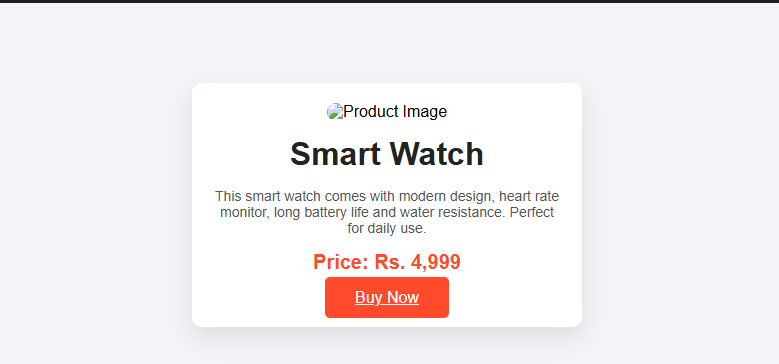 Product Image
Smart Watch
This smart watch comes with modern design, heart rate
monitor, long battery life and water resistance. Perfect
for daily use.
Price: Rs. 4,999
Buy Now